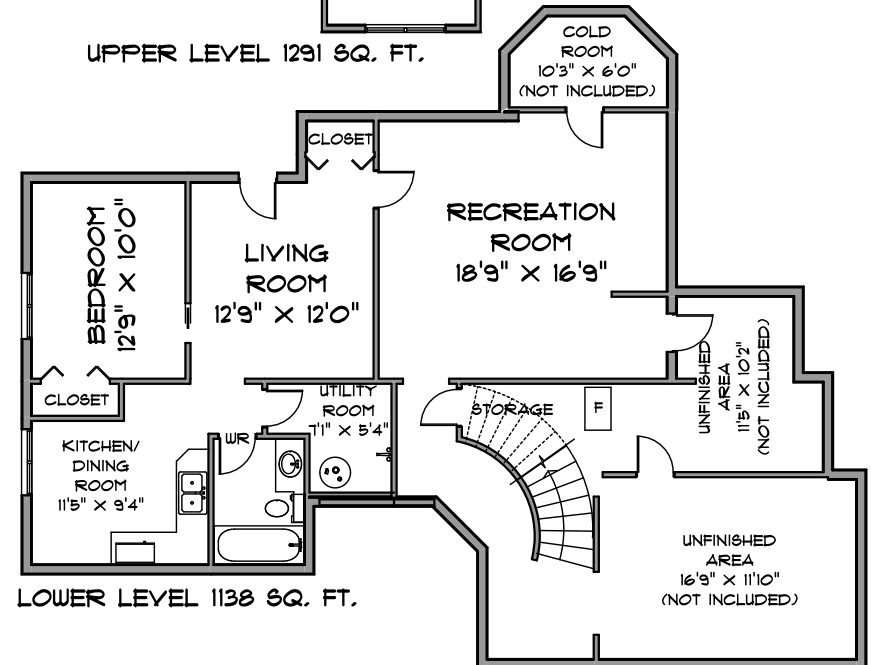 UPPER LEVEL 1291 SQ. FT.
COLD
ROOM
10'3" X 6'0"
(NOT INCLUDED)
CLOSET
RECREATION
ROOM
18'9" X 16'9"
LIVING
ROOM
12'9" X 12'0"
BEDROOM
12'9" X 10'0"
CLOSET
UNFINISHED
AREA
11'5" X 10'2"
(NOT INCLUDED)
UTILITY
ROOM
7'1" X 5'4"
STORAGE
F
WR
KITCHEN/
DINING
ROOM
11'5" X 9'4"
UNFINISHED
AREA
16'9" X 11'10"
(NOT INCLUDED)
LOWER LEVEL 1138 SQ. FT.